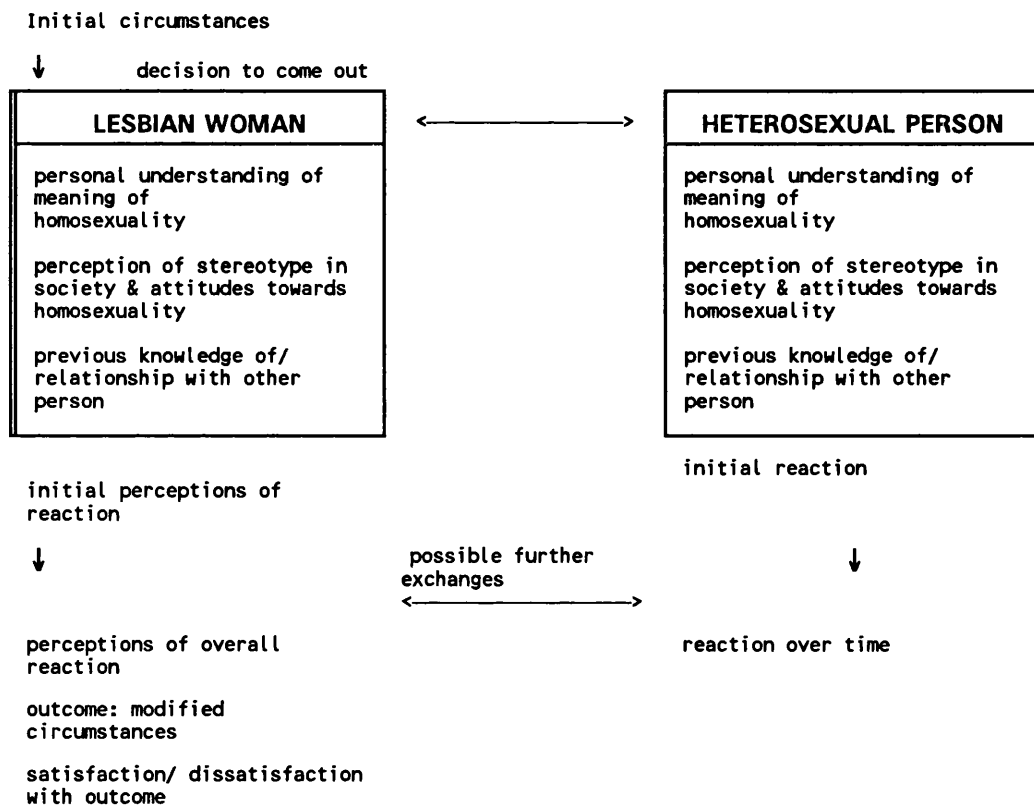 Initial circumstances
decision to come out
LESBIAN WOMAN
personal understanding of
meaning of
homosexuality
perception of stereotype in
society & attitudes towards
homosexuality
previous knowledge of/
relationship with other
person
HETEROSEXUAL PERSON
personal understanding of
meaning of
homosexuality
perception of stereotype in
society & attitudes towards
homosexuality
previous knowledge of/
relationship with other
person
initial perceptions of
reaction
initial reaction
possible further
exchanges
perceptions of overall
reaction
reaction over time
outcome: modified
circumstances
satisfaction/ dissatisfaction
with outcome